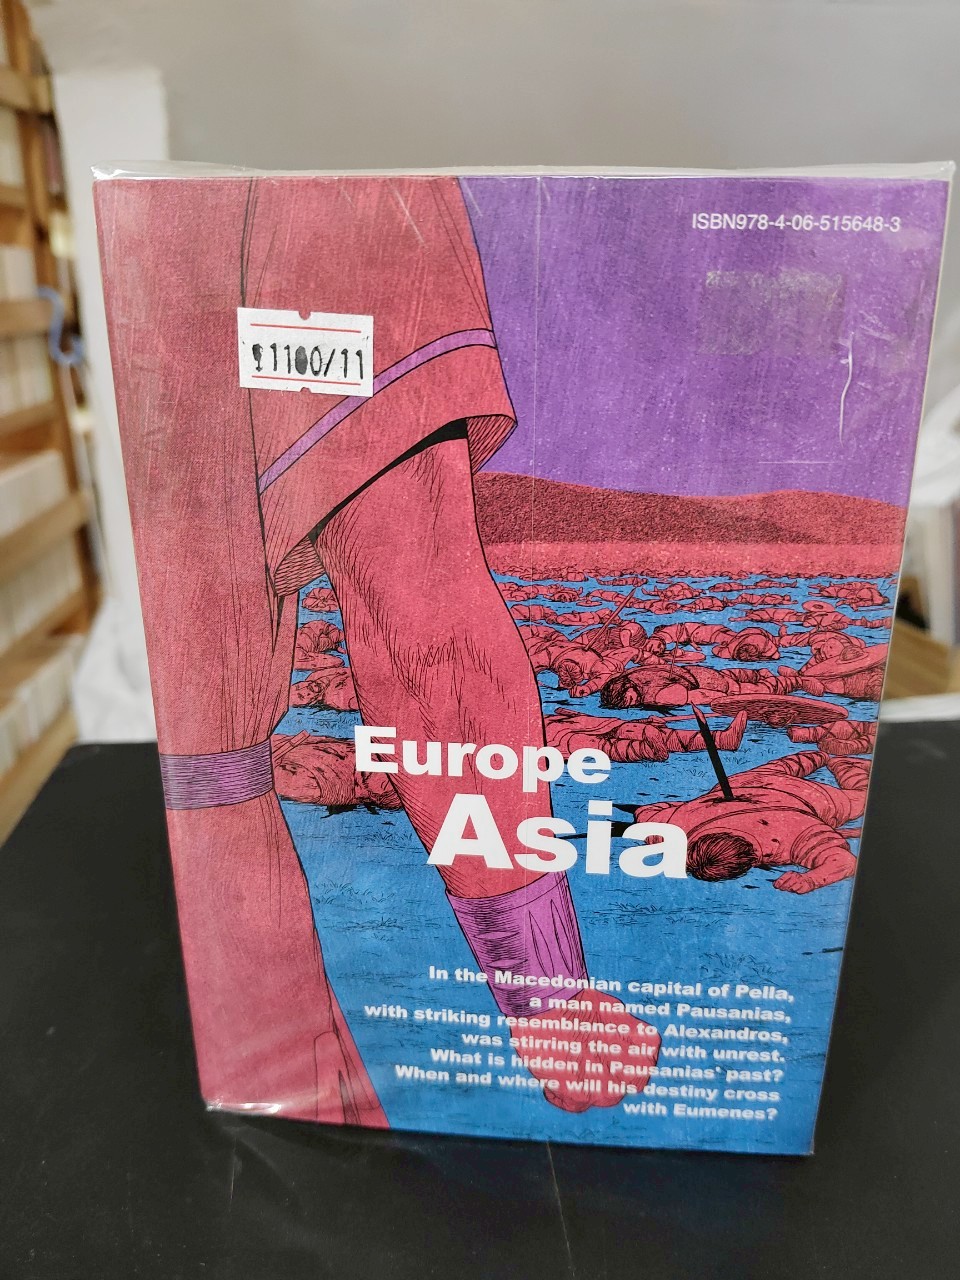 ISBN978-4-06-515648-3
Europe
Asia
In the Macedonian capital of Pella,
a man named Pausanias,
with striking resemblance to Alexandros,
was stirring the air with unrest.
What is hidden in Pausanias' past?
When and where will his destiny cross
with Eumenes?